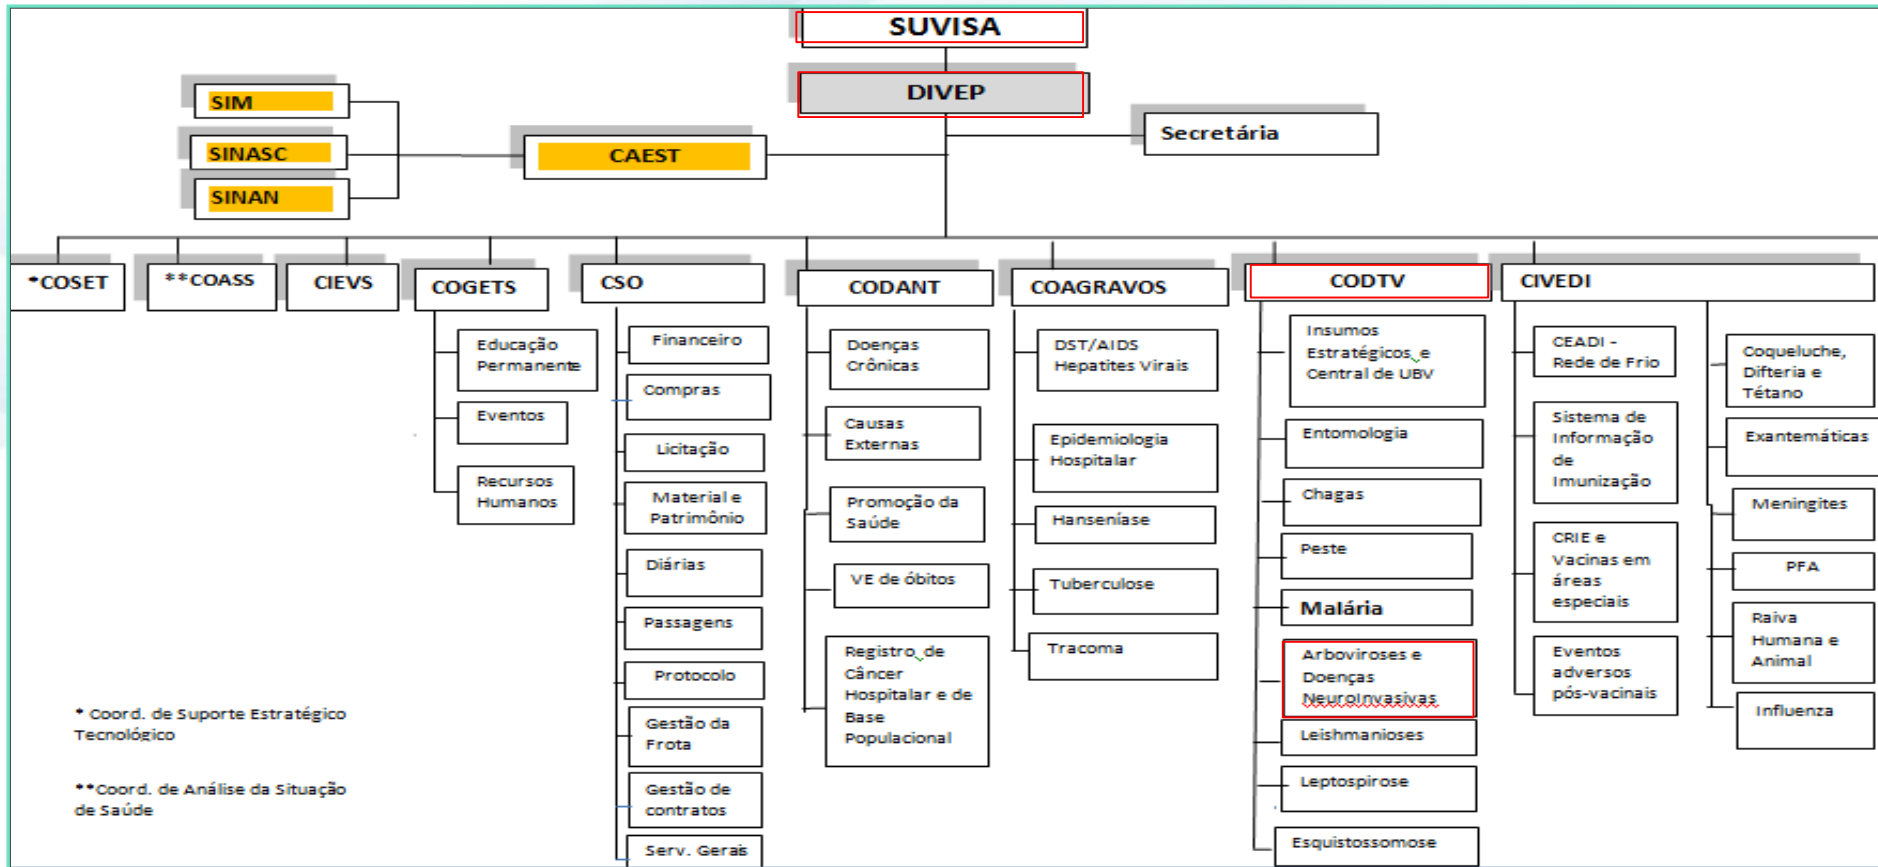 SUVISA
DIVEP
SIM
SINASC
SINAN
CAEST
Secretária
*COSET
**COASS
CIEVS
COGETS
CSO
CODANT
COAGRAVOS
CODTV
CIVEDI
Educação
Permanente
Eventos
Recursos
Humanos
Financeiro
Compras
Licitação
Material e
Patrimônio
Diárias
Passagens
Protocolo
Gestão da
Frota
Gestão de
contratos
Serv. Gerais
Doenças
Crônicas
Causas
Externas
Promoção da
Saúde
VE de óbitos
Registro de
Câncer
Hospitalar e de
Base
Populacional
DST/AIDS
Hepatites Virais
Epidemiologia
Hospitalar
Hanseníase
Tuberculose
Tracoma
Insumos
Estratégicos e
Central de UBV
Entomologia
Chagas
Peste
Malária
Arboviroses e
Doenças
NeuroInvasivas
Leishmanioses
Leptospirose
Esquistossomose
CEADI -
Rede de Frio
Sistema de
Informação
de
Imunização
CRIE e
Vacinas em
áreas
especiais
Eventos
adversos
pós-vacinais
Coqueluche,
Difteria e
Tétano
Exantemáticas
Meningites
PFA
Raiva
Humana e
Animal
Influenza
* Coord. de Suporte Estratégico
Tecnológico
**Coord. de Análise da Situação
de Saúde